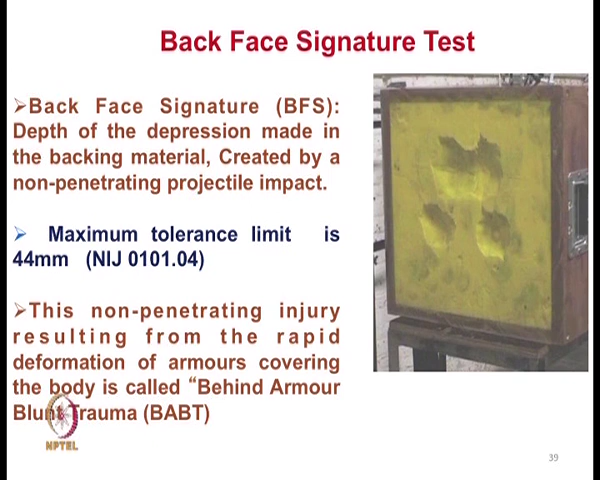 Back Face Signature Test
➢Back Face Signature (BFS):
Depth of the depression made in
the backing material, Created by a
non-penetrating projectile impact.
➢ Maximum tolerance limit is
44mm (NIJ 0101.04)
➢This non-penetrating injury
resulting from the rapid
deformation of armours covering
the body is called “Behind Armour
Blunt Trauma (BABT)
NPTEL
39